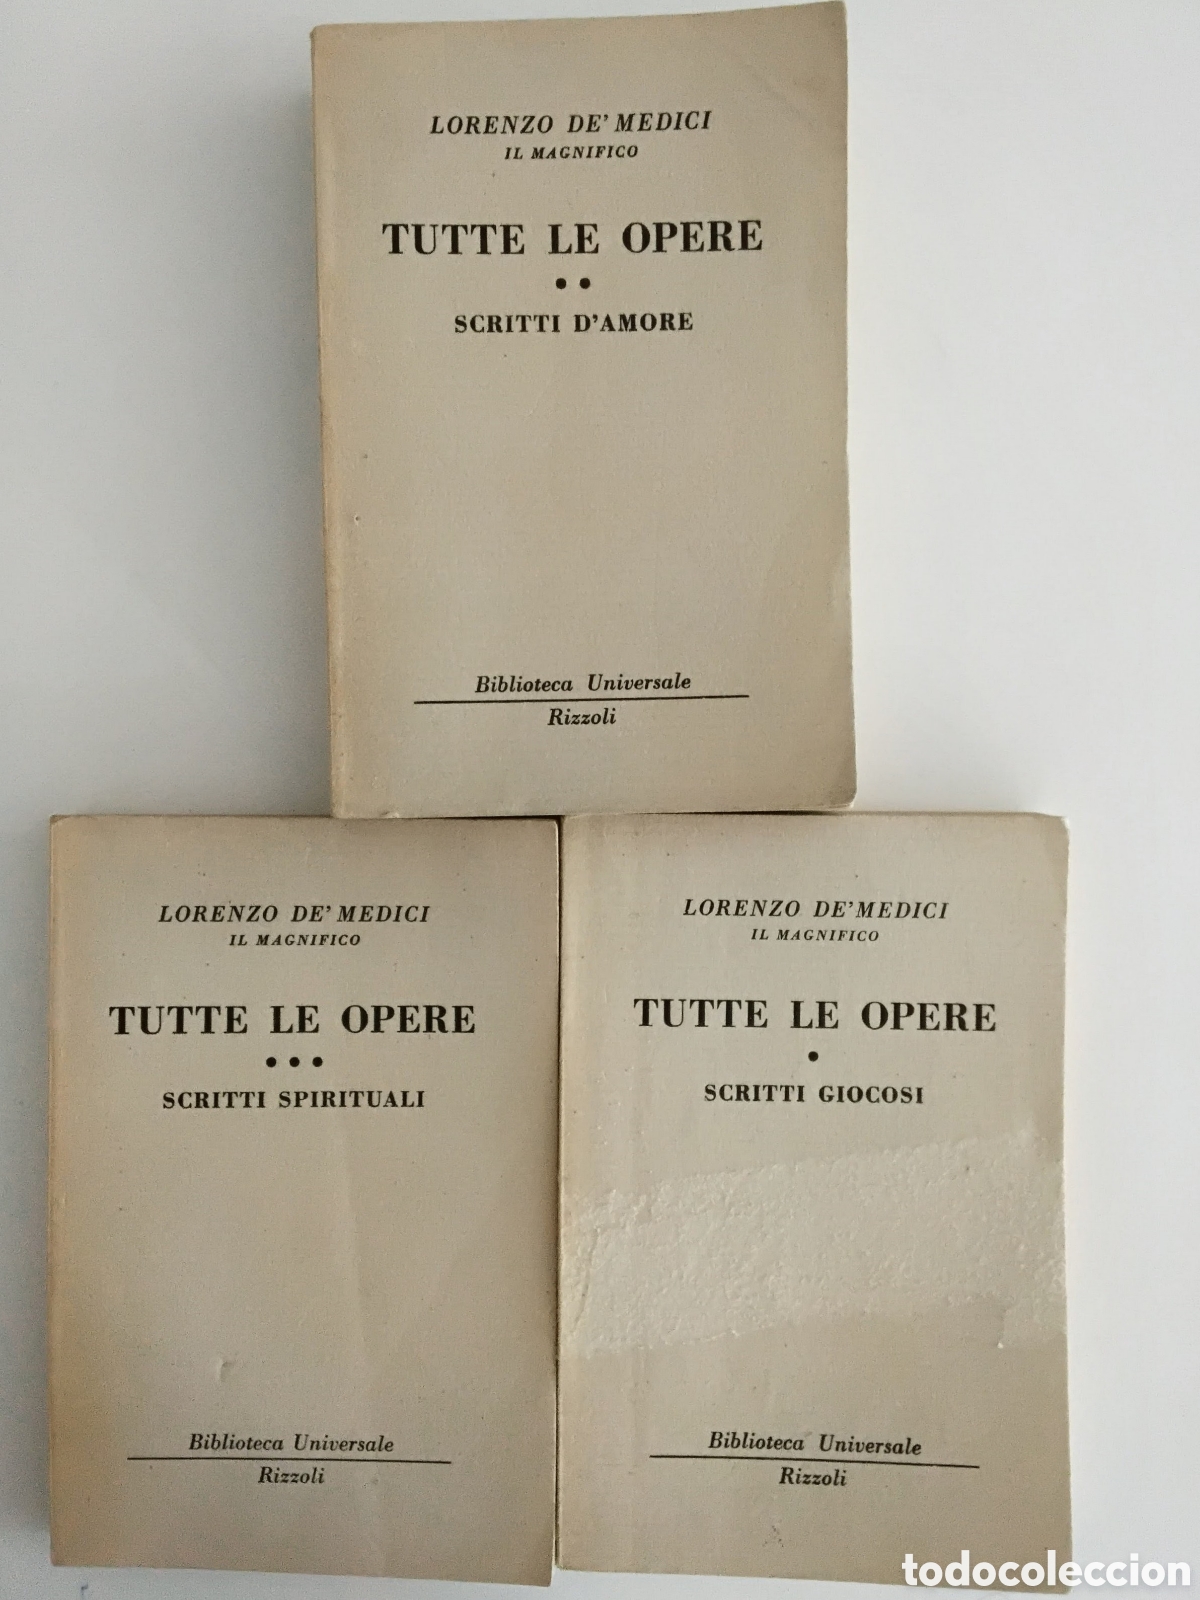 LORENZO DE' MEDICI
IL MAGNIFICO
TUTTE LE OPERE
••
SCRITTI D'AMORE
Biblioteca Universale
Rizzoli
LORENZO DE' MEDICI
IL MAGNIFICO
TUTTE LE OPERE
•••
SCRITTI SPIRITUALI
Biblioteca Universale
Rizzoli
LORENZO DE' MEDICI
IL MAGNIFICO
TUTTE LE OPERE
•
SCRITTI GIOCOSI
Biblioteca Universale
Rizzoli
todocoleccion